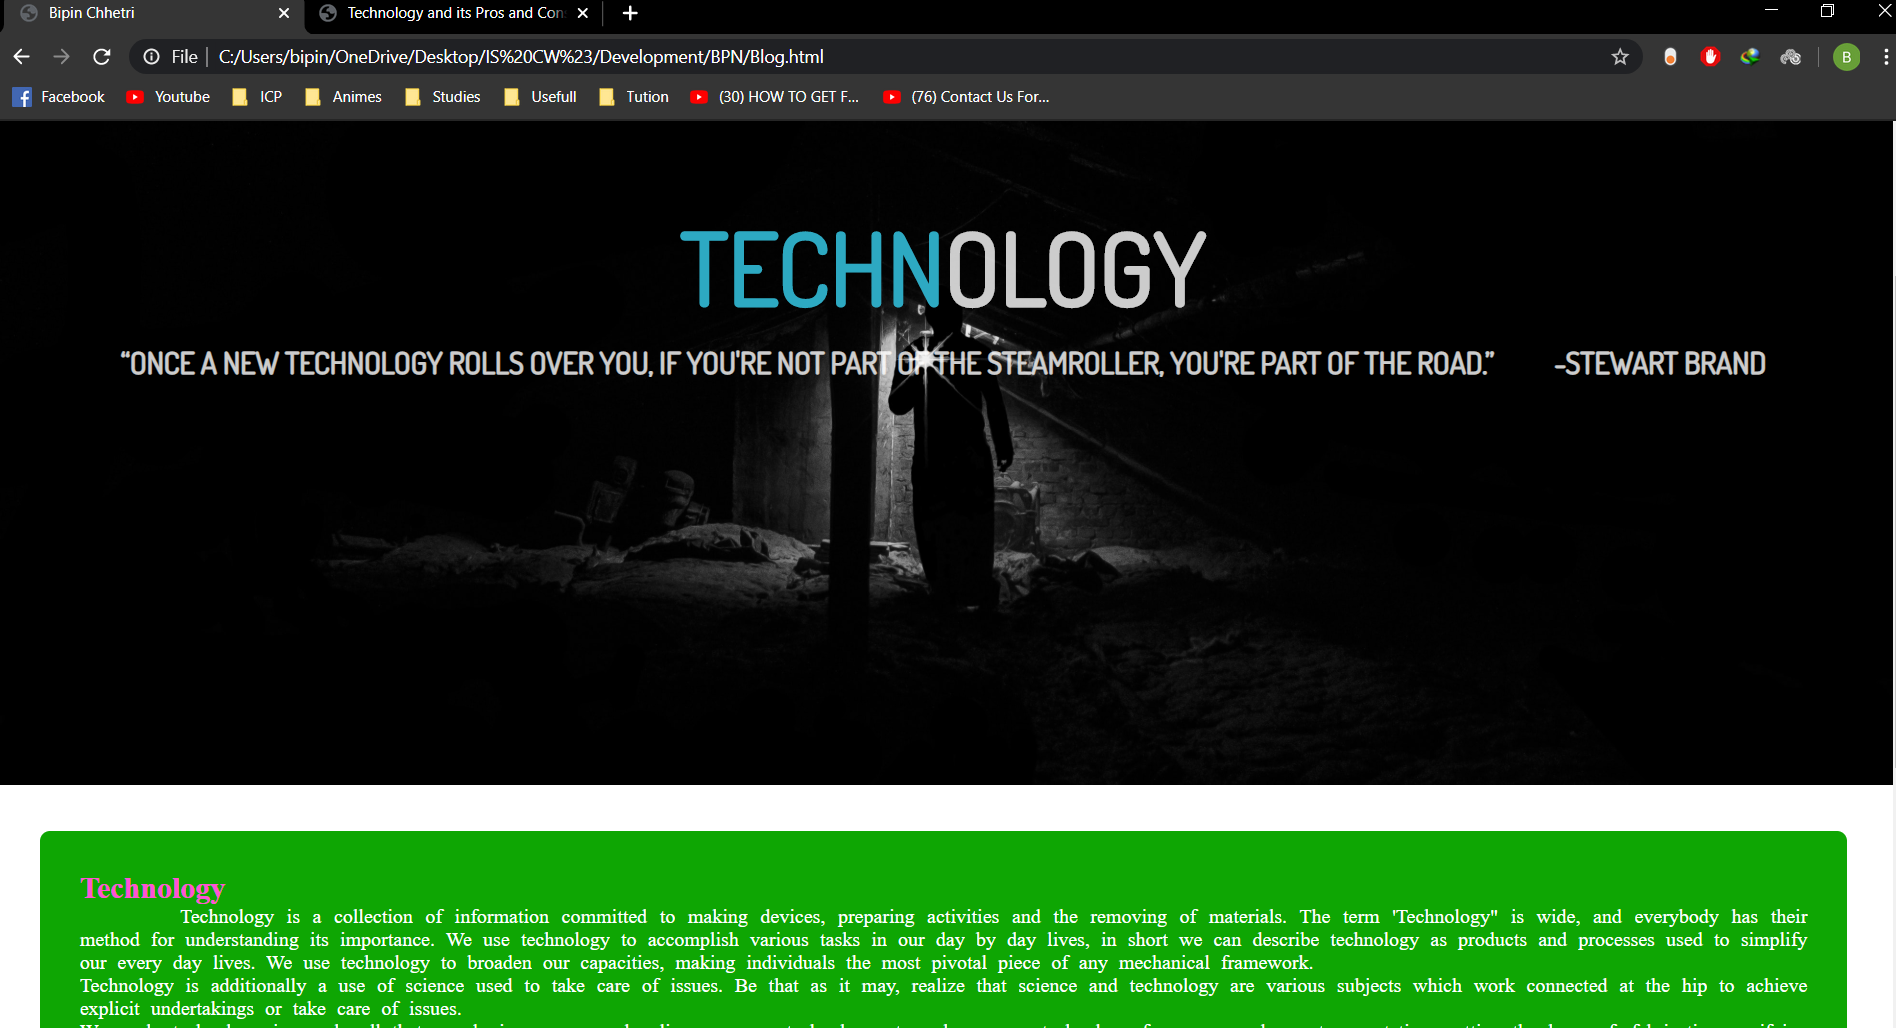 Bipin Chhetri
Technology and its Pros and Con
File
C:/Users/bipin/OneDrive/Desktop/IS%20CW%23/Development/BPN/Blog.html
B
Facebook Youtube ICP Animes Studies Usefull Tution (30) HOW TO GET F... (76) Contact Us For...
TECHNOLOGY
“ONCE A NEW TECHNOLOGY ROLLS OVER YOU, IF YOU'RE NOT PART OF THE STEAMROLLER, YOU'RE PART OF THE ROAD.” -STEWART BRAND
Technology
Technology is a collection of information committed to making devices, preparing activities and the removing of materials. The term 'Technology" is wide, and everybody has their
method for understanding its importance. We use technology to accomplish various tasks in our day by day lives, in short we can describe technology as products and processes used to simplify
our every day lives. We use technology to broaden our capacities, making individuals the most pivotal piece of any mechanical framework.
Technology is additionally a use of science used to take care of issues. Be that as it may, realize that science and technology are various subjects which work connected at the hip to achieve
explicit undertakings or take care of issues.